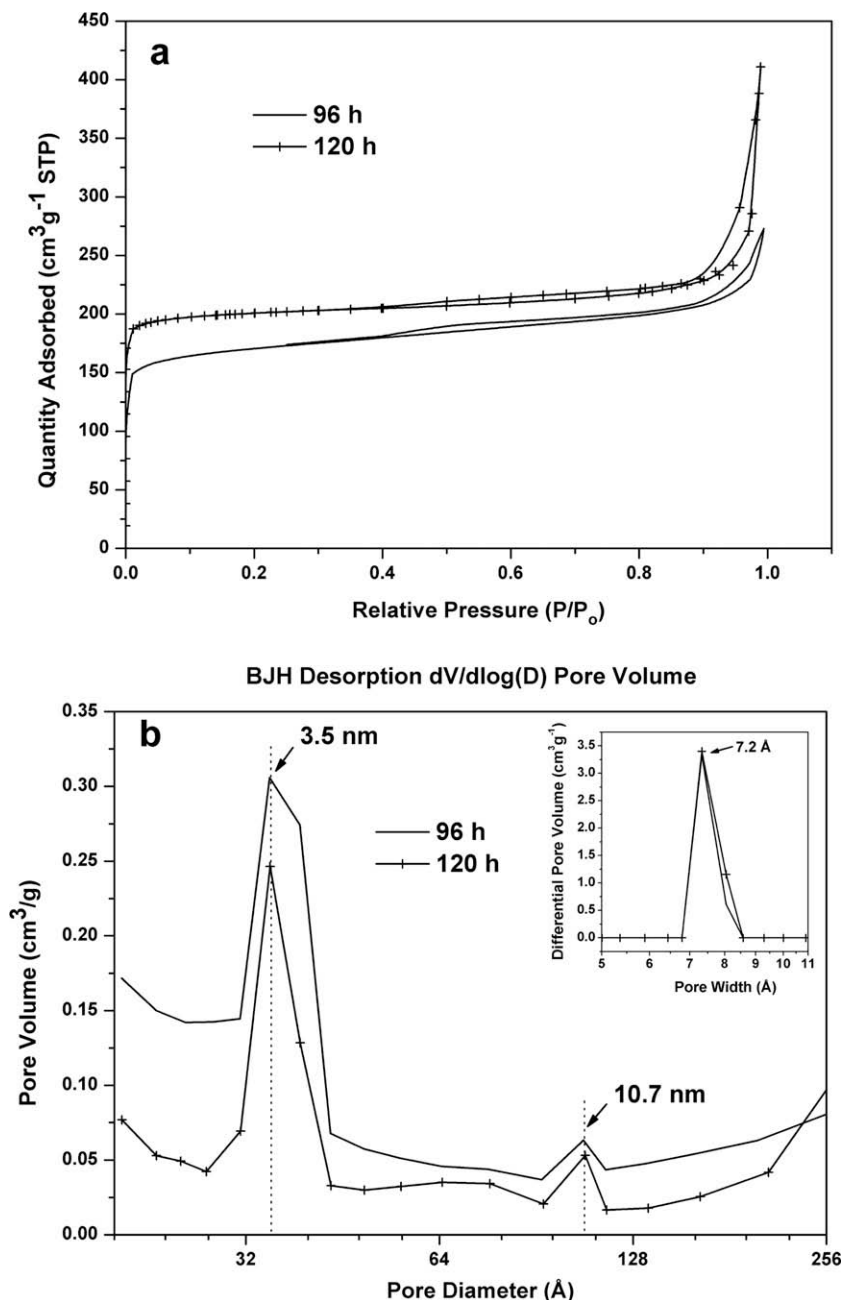 a
450
400
350
300
250
200
150
100
50
0
Quantity Adsorbed (cm³g⁻¹ STP)
96 h
120 h
0.0 0.2 0.4 0.6 0.8 1.0
Relative Pressure (P/Pₒ)
BJH Desorption dV/dlog(D) Pore Volume
b
0.35
0.30
0.25
0.20
0.15
0.10
0.05
0.00
Pore Volume (cm³/g)
3.5 nm
96 h
120 h
10.7 nm
32 64 128 256
Pore Diameter (Å)
3.5
3.0
2.5
2.0
1.5
1.0
0.5
0.0
Differential Pore Volume (cm³g⁻¹)
7.2 Å
5 6 7 8 9 10 11
Pore Width (Å)